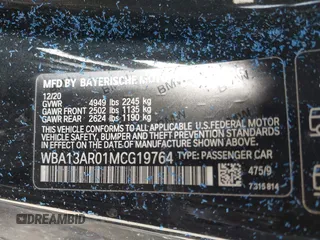 MFD BY BAYERISCHE MOTOR
12/20
GVWR 4949 lbs 2245 kg
GAWR FRONT 2502 lbs 1135 kg
GAWR REAR 2624 lbs 1190 kg
THIS VEHICLE CONFORMS TO ALL APPLICABLE U.S. FEDERAL MOTOR
VEHICLE SAFETY, BUMPER AND THEFT PREVENTION STANDARDS IN
EFFECT ON THE DATE OF MANUFACTURE SHOWN ABOVE.
WBA13AR01MCG19764 TYPE: PASSENGER CAR
475/9
7315814
AutoBidMaster